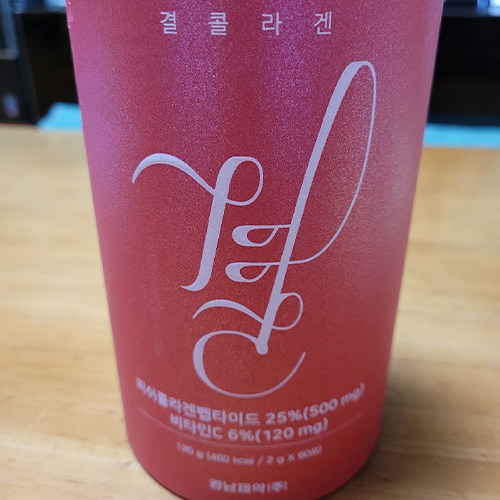 결콜라겐
결
피쉬콜라겐펩타이드 25%(500 mg)
비타민C 6%(120 mg)
120 g (460 kcal / 2 g X 60포)
경남제약(주)